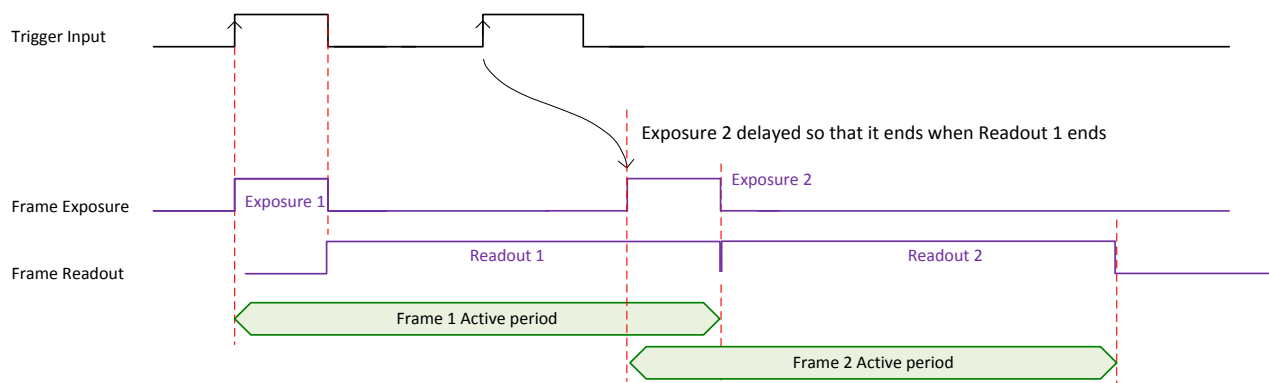 Trigger Input
Exposure 2 delayed so that it ends when Readout 1 ends
Exposure 2
Frame Exposure
Exposure 1
Frame Readout
Readout 1
Readout 2
Frame 1 Active period
Frame 2 Active period